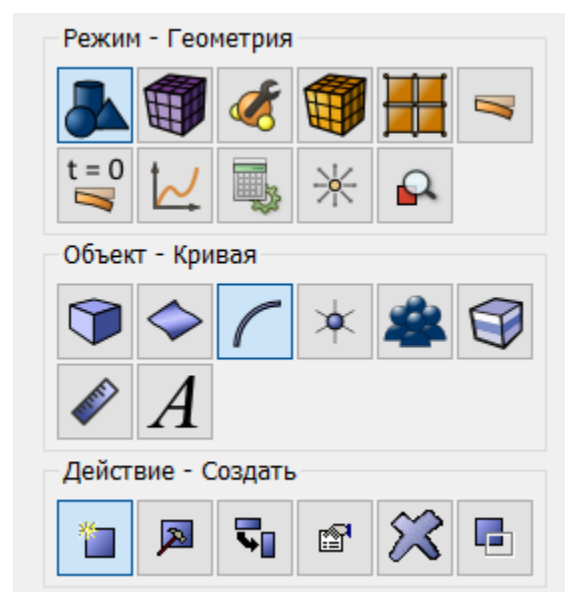 Режим - Геометрия
t = 0
Объект - Кривая
A
Действие - Создать